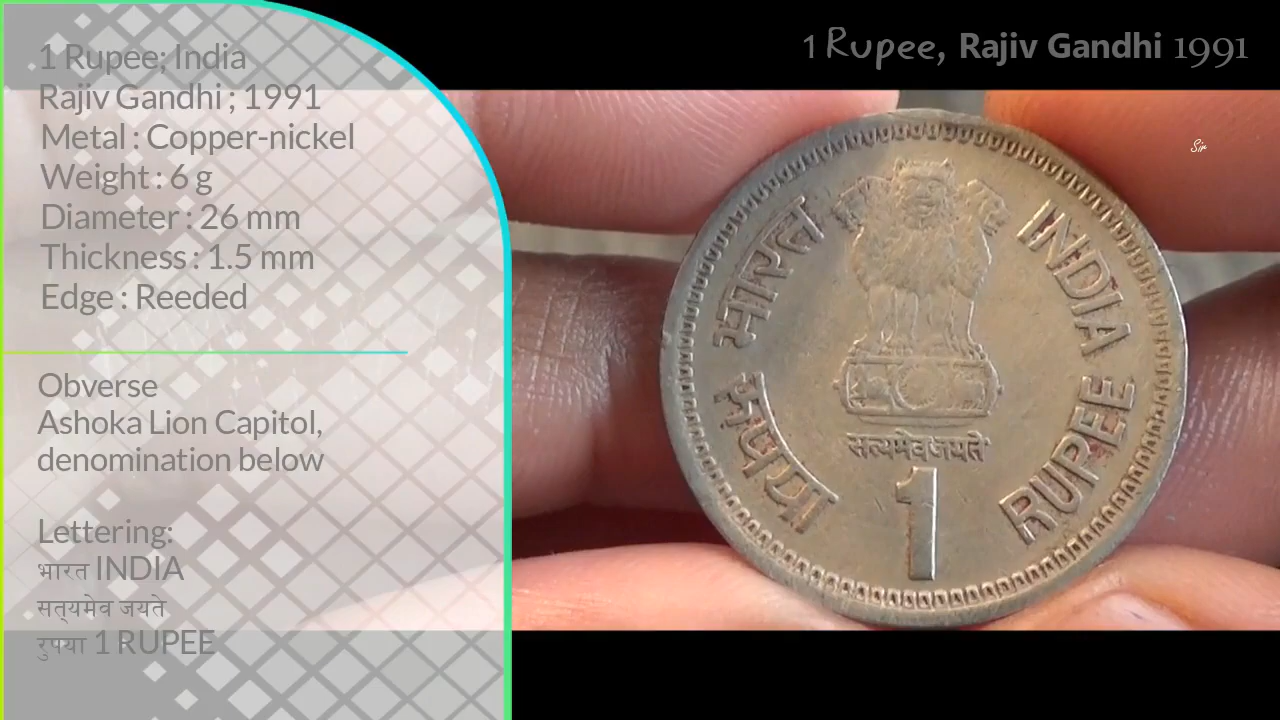 1 Rupee; India
Rajiv Gandhi ; 1991
Metal : Copper-nickel
Weight : 6 g
Diameter : 26 mm
Thickness : 1.5 mm
Edge : Reeded
Obverse
Ashoka Lion Capitol,
denomination below
Lettering:
भारत INDIA
सत्यमेव जयते
रुपया 1 RUPEE
1 Rupee, Rajiv Gandhi 1991
Sir
भारत INDIA
सत्यमेव जयते
रुपया 1 RUPEE